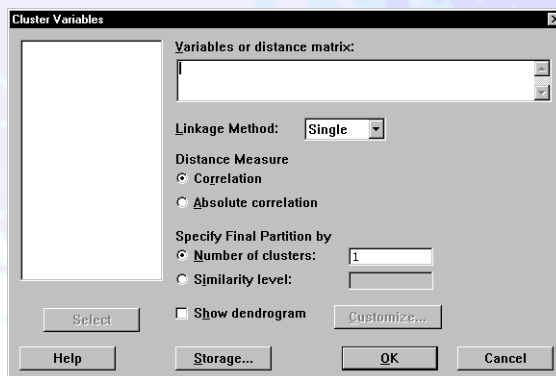 Cluster Variables
Variables or distance matrix:
Linkage Method: Single
Distance Measure
Correlation
Absolute correlation
Specify Final Partition by
Number of clusters: 1
Similarity level:
Show dendrogram
Customize...
Select
Help
Storage...
OK
Cancel